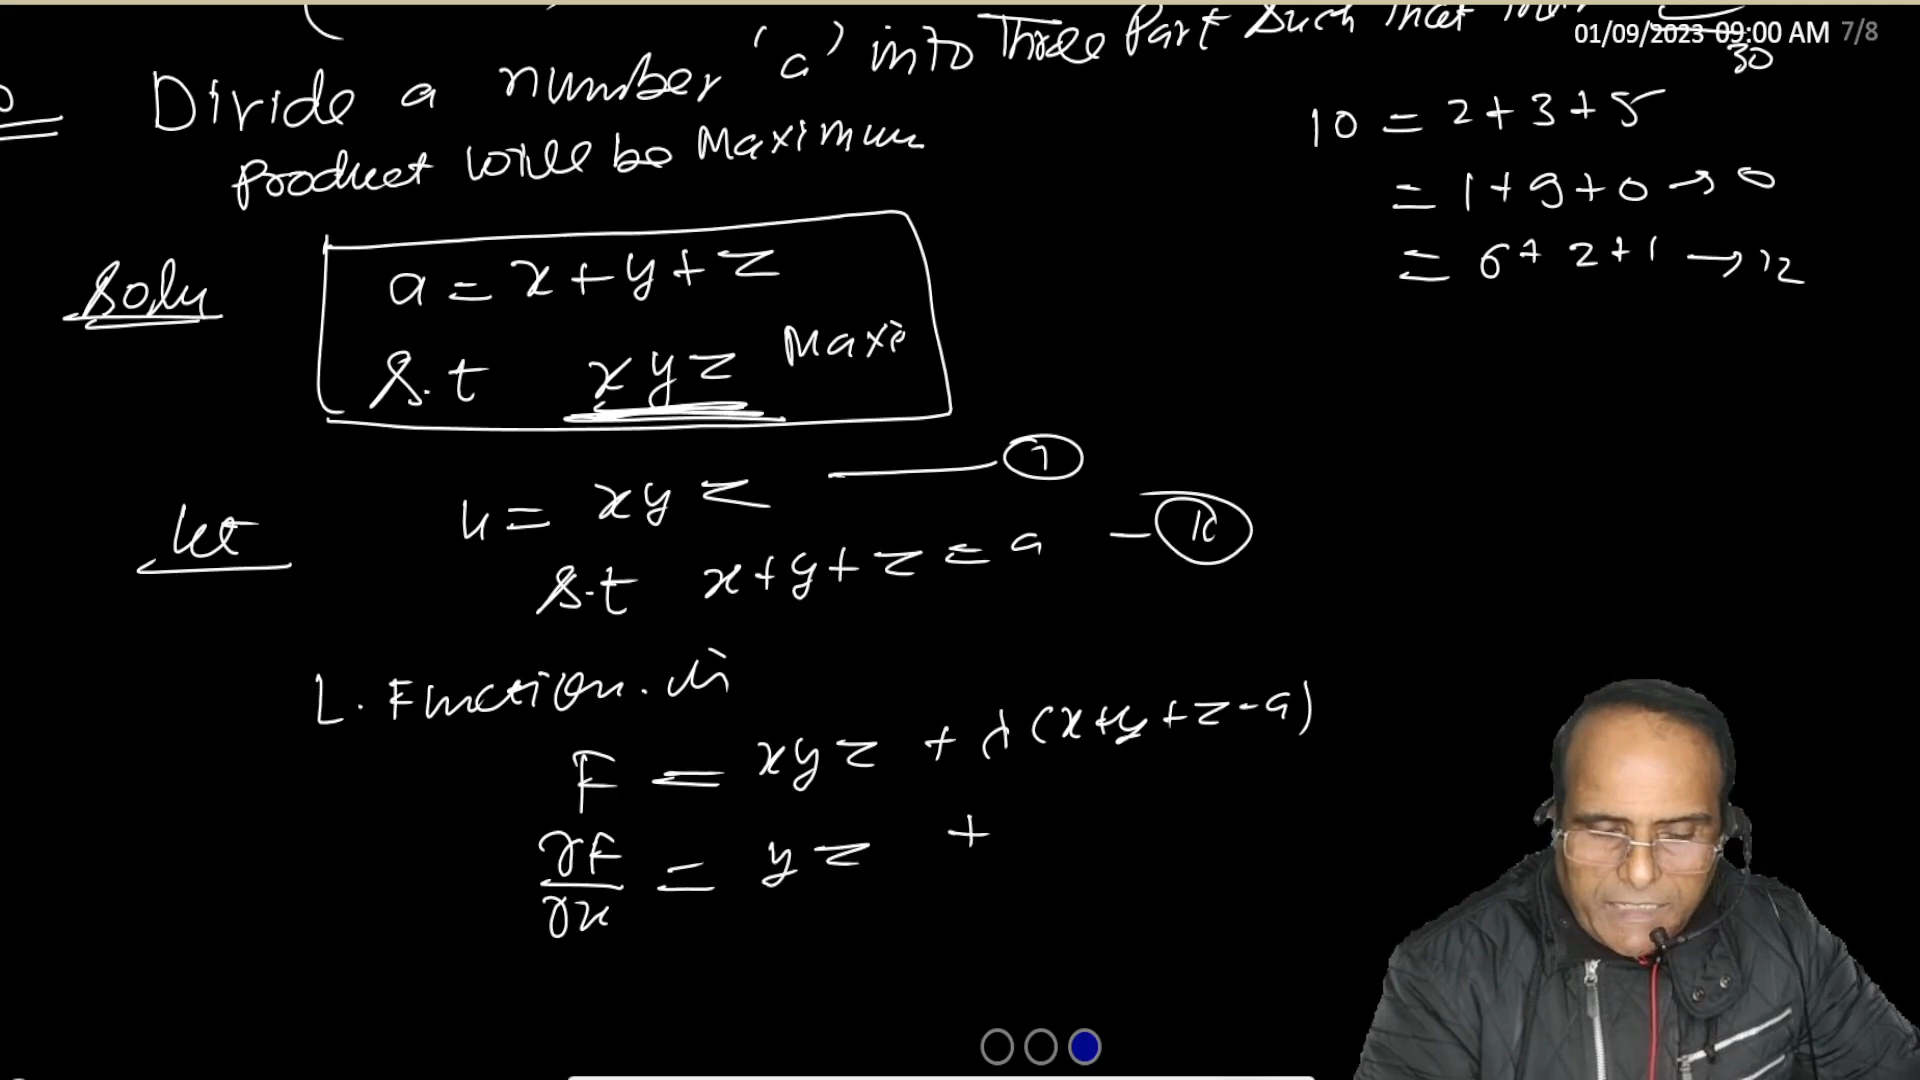 Divide a number 'a' into Three Part Such that
product will be Maximum
01/09/2023 09:00 AM 7/8
30
10 = 2+3+5
= 1+9+0 → 0
= 6+2+1 → 12
Soln
a = x+y+z
S.t xyz Maxi
let u = xyz — (1)
S.t x+y+z = a — (ii)
L. Function is
F = xyz + λ(x+y+z-a)
∂F/∂x = yz +